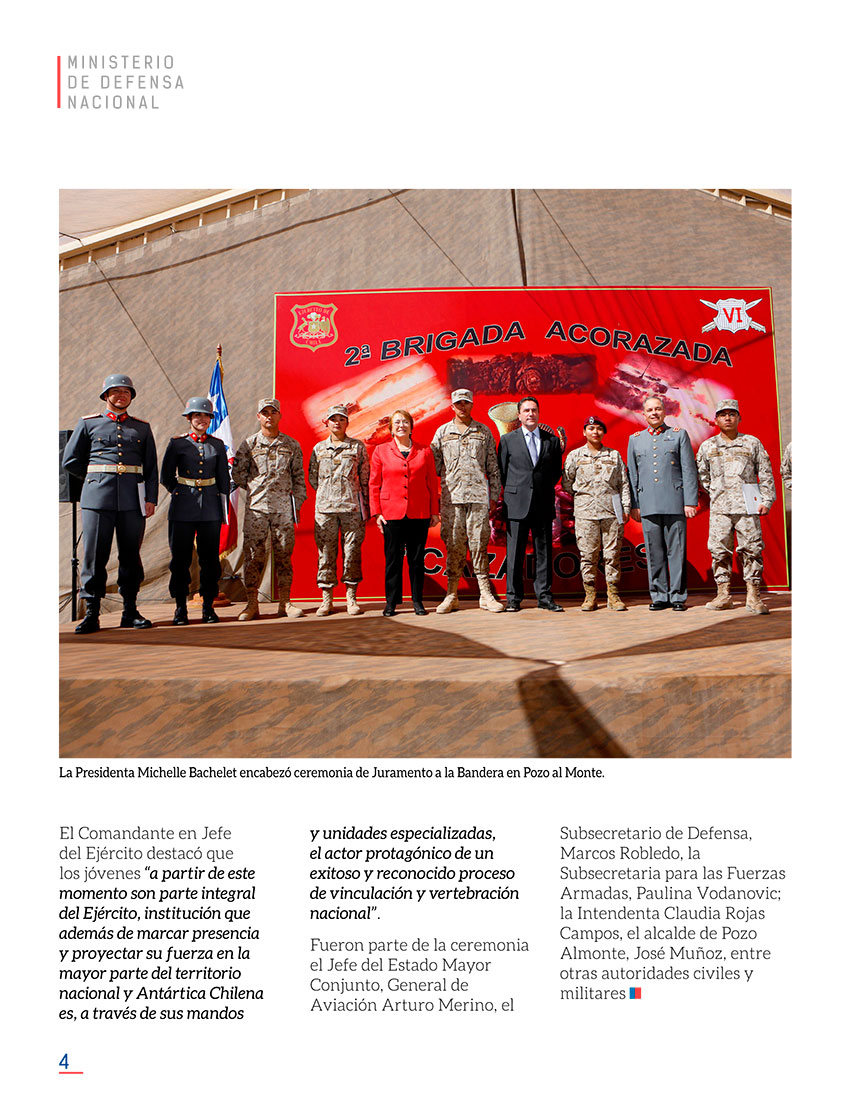 MINISTERIO
DE DEFENSA
NACIONAL
EJERCITO DE
CHILE
VI
2ª BRIGADA ACORAZADA
CAZADORES
La Presidenta Michelle Bachelet encabezó ceremonia de Juramento a la Bandera en Pozo al Monte.
El Comandante en Jefe
del Ejército destacó que
los jóvenes “a partir de este
momento son parte integral
del Ejército, institución que
además de marcar presencia
y proyectar su fuerza en la
mayor parte del territorio
nacional y Antártica Chilena
es, a través de sus mandos
y unidades especializadas,
el actor protagónico de un
exitoso y reconocido proceso
de vinculación y vertebración
nacional”.
Fueron parte de la ceremonia
el Jefe del Estado Mayor
Conjunto, General de
Aviación Arturo Merino, el
Subsecretario de Defensa,
Marcos Robledo, la
Subsecretaria para las Fuerzas
Armadas, Paulina Vodanovic;
la Intendenta Claudia Rojas
Campos, el alcalde de Pozo
Almonte, José Muñoz, entre
otras autoridades civiles y
militares
4